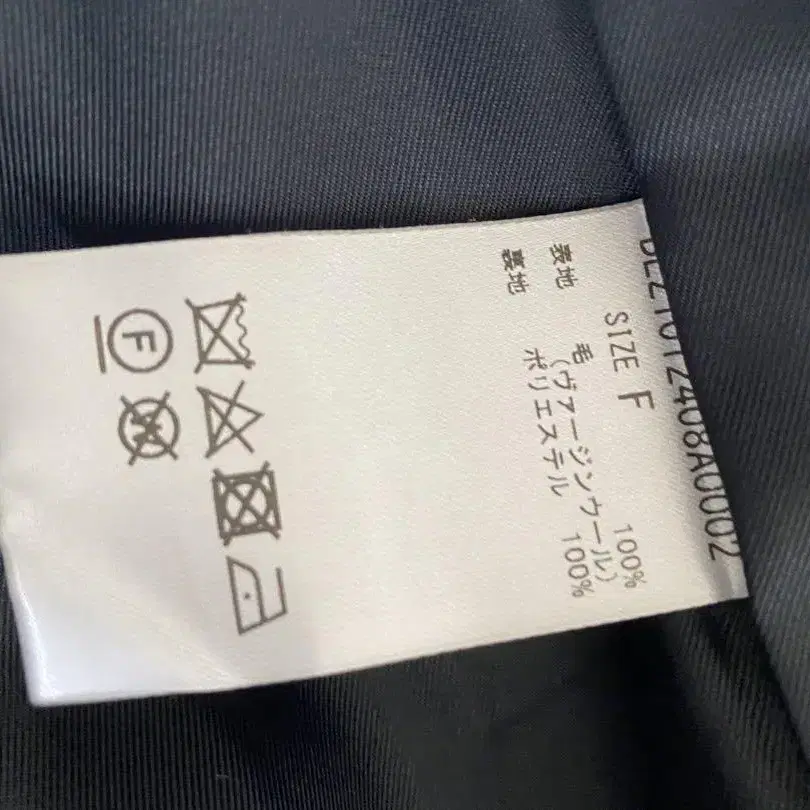 SIZE F
表地 毛 100%
(ヴァージンウール)
裏地 ポリエステル 100%
F W